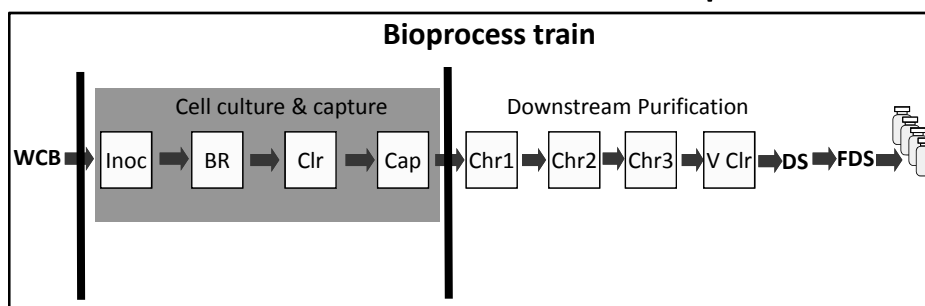 Bioprocess train
Cell culture & capture
Downstream Purification
WCB
Inoc
BR
Clr
Cap
Chr1
Chr2
Chr3
V Clr
DS
FDS